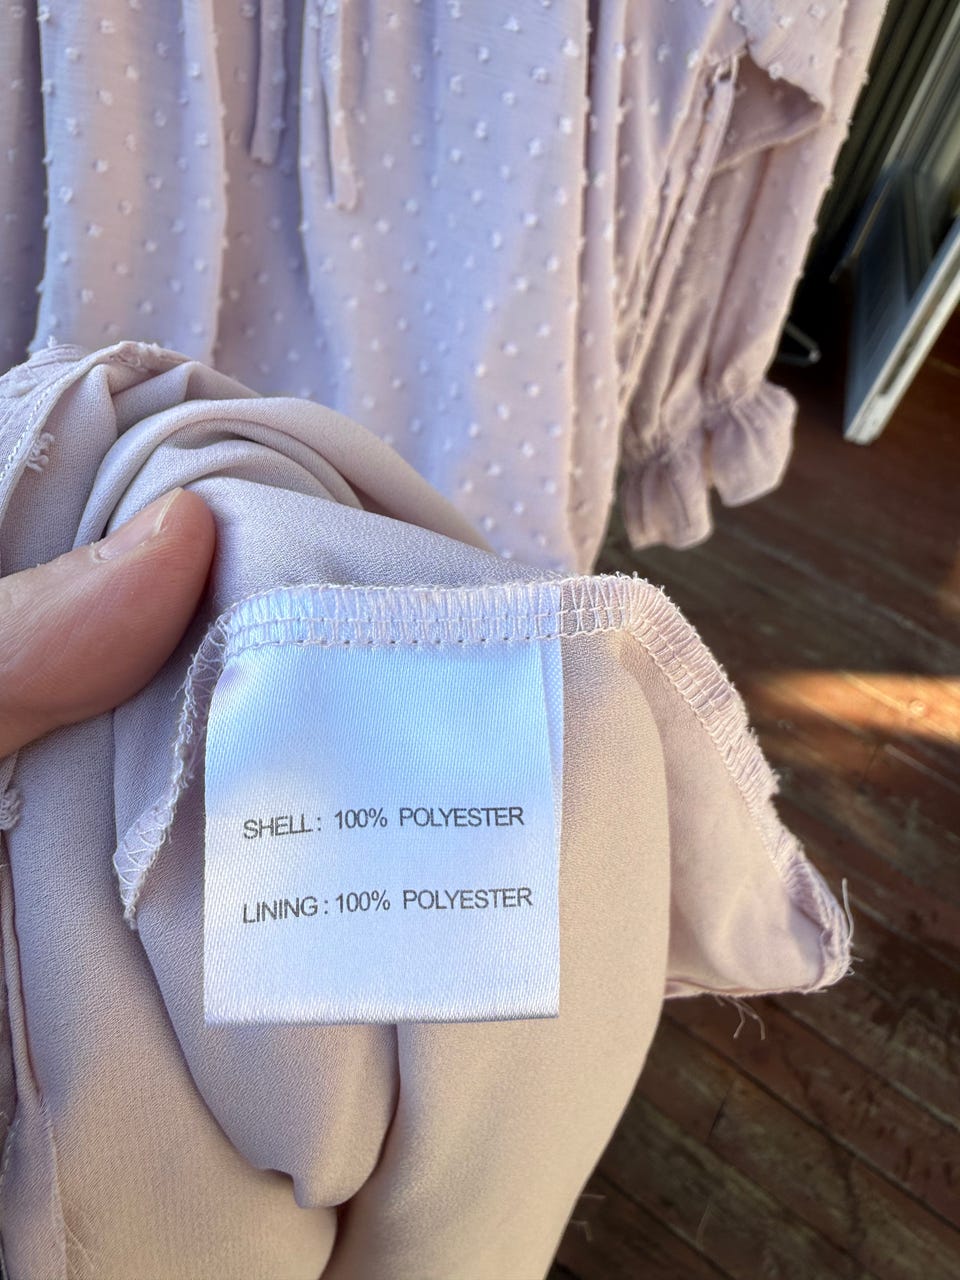 SHELL: 100% POLYESTER
LINING: 100% POLYESTER